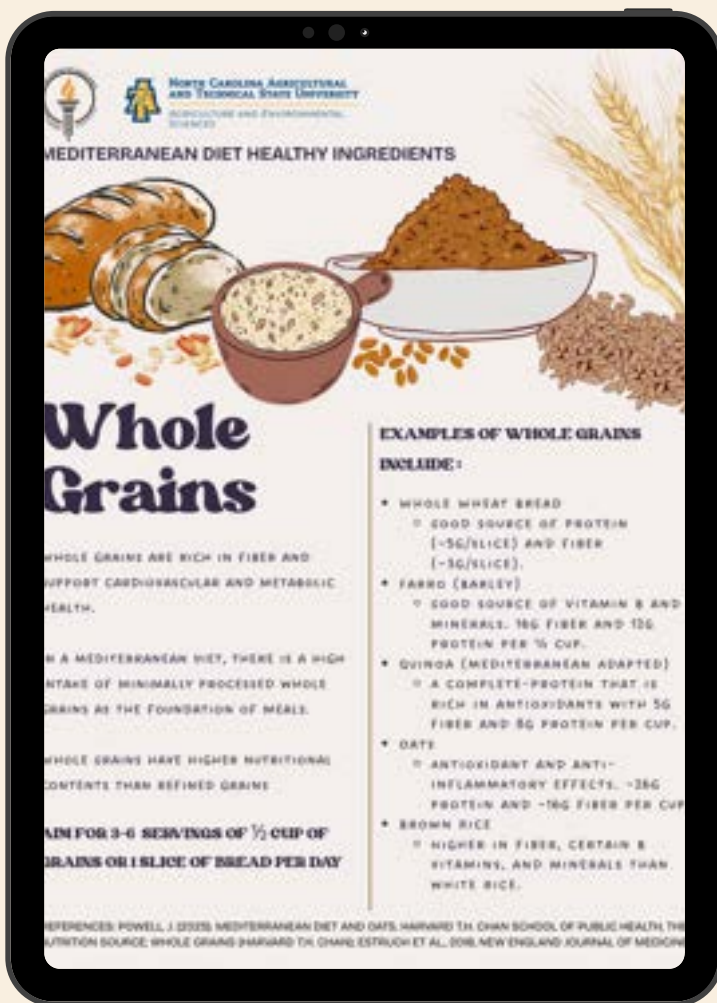 NORTH CAROLINA AGRICULTURAL
AND TECHNICAL STATE UNIVERSITY
AGRICULTURE AND ENVIRONMENTAL
SCIENCES
MEDITERRANEAN DIET HEALTHY INGREDIENTS
Whole
Grains
WHOLE GRAINS ARE RICH IN FIBER AND
SUPPORT CARDIOVASCULAR AND METABOLIC
HEALTH.
IN A MEDITERRANEAN DIET, THERE IS A HIGH
INTAKE OF MINIMALLY PROCESSED WHOLE
GRAINS AS THE FOUNDATION OF MEALS.
WHOLE GRAINS HAVE HIGHER NUTRITIONAL
CONTENTS THAN REFINED GRAINS
AIM FOR 3-6 SERVINGS OF ½ CUP OF
GRAINS OR 1 SLICE OF BREAD PER DAY
EXAMPLES OF WHOLE GRAINS
INCLUDE:
• WHOLE WHEAT BREAD
○ GOOD SOURCE OF PROTEIN
(~5G/SLICE) AND FIBER
(~3G/SLICE).
• FARRO (BARLEY)
○ GOOD SOURCE OF VITAMIN B AND
MINERALS. FIBER AND
PROTEIN PER CUP.
• QUINOA (MEDITERRANEAN ADAPTED)
○ A COMPLETE-PROTEIN THAT IS
RICH IN ANTIOXIDANTS WITH 5G
FIBER AND 8G PROTEIN PER CUP.
• OATS
○ ANTIOXIDANT AND ANTI-
INFLAMMATORY EFFECTS. ~26G
PROTEIN AND ~16G FIBER PER CUP
• BROWN RICE
○ HIGHER IN FIBER, CERTAIN B
VITAMINS, AND MINERALS THAN
WHITE RICE.
REFERENCES: POWELL J. (2025). MEDITERRANEAN DIET AND OATS. HARVARD T.H. CHAN SCHOOL OF PUBLIC HEALTH, THE
NUTRITION SOURCE: WHOLE GRAINS (HARVARD T.H. CHAN); ESTRUCH ET AL., 2018, NEW ENGLAND JOURNAL OF MEDICINE